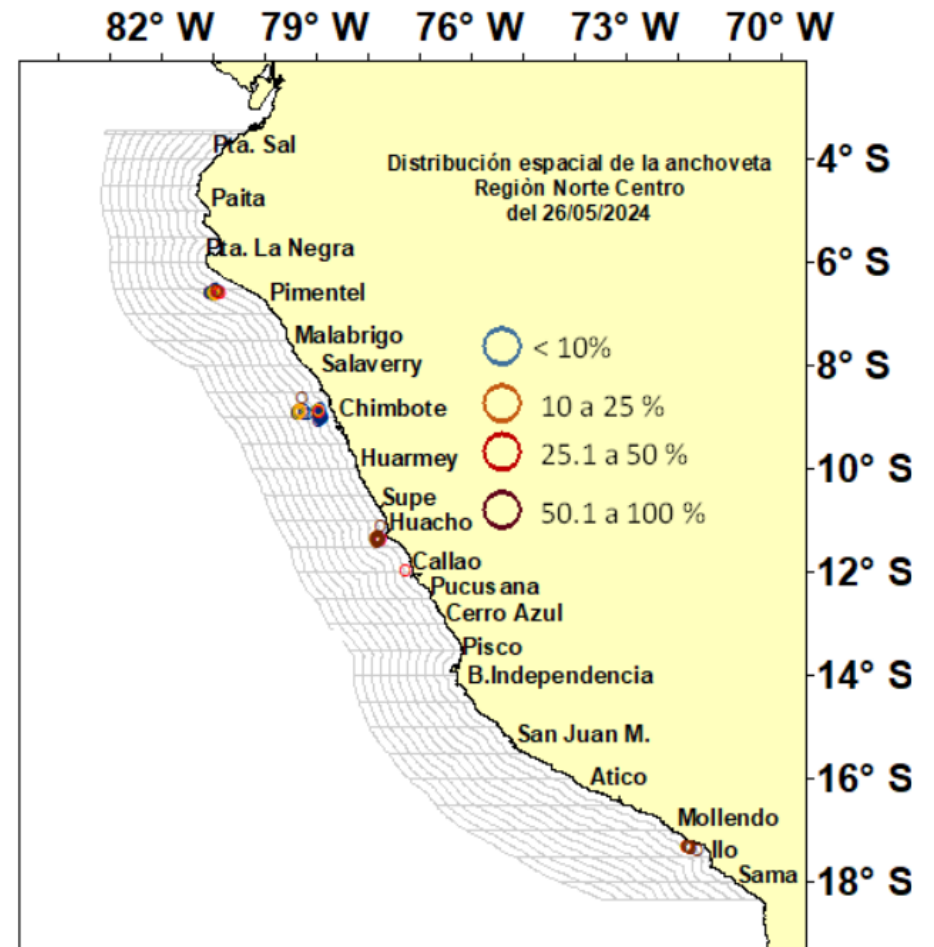 82° W 79° W 76° W 73° W 70° W
Pta. Sal
4° S
Distribución espacial de la anchoveta
Regiòn Norte Centro
del 26/05/2024
Paita
Pta. La Negra
6° S
Pimentel
Malabrigo
< 10%
Salaverry
8° S
Chimbote
10 a 25 %
Huarmey
25.1 a 50 %
10° S
Supe
Huacho
50.1 a 100 %
Callao
12° S
Pucusana
Cerro Azul
Pisco
B.Independencia
14° S
San Juan M.
Atico
16° S
Mollendo
Ilo
Sama
18° S